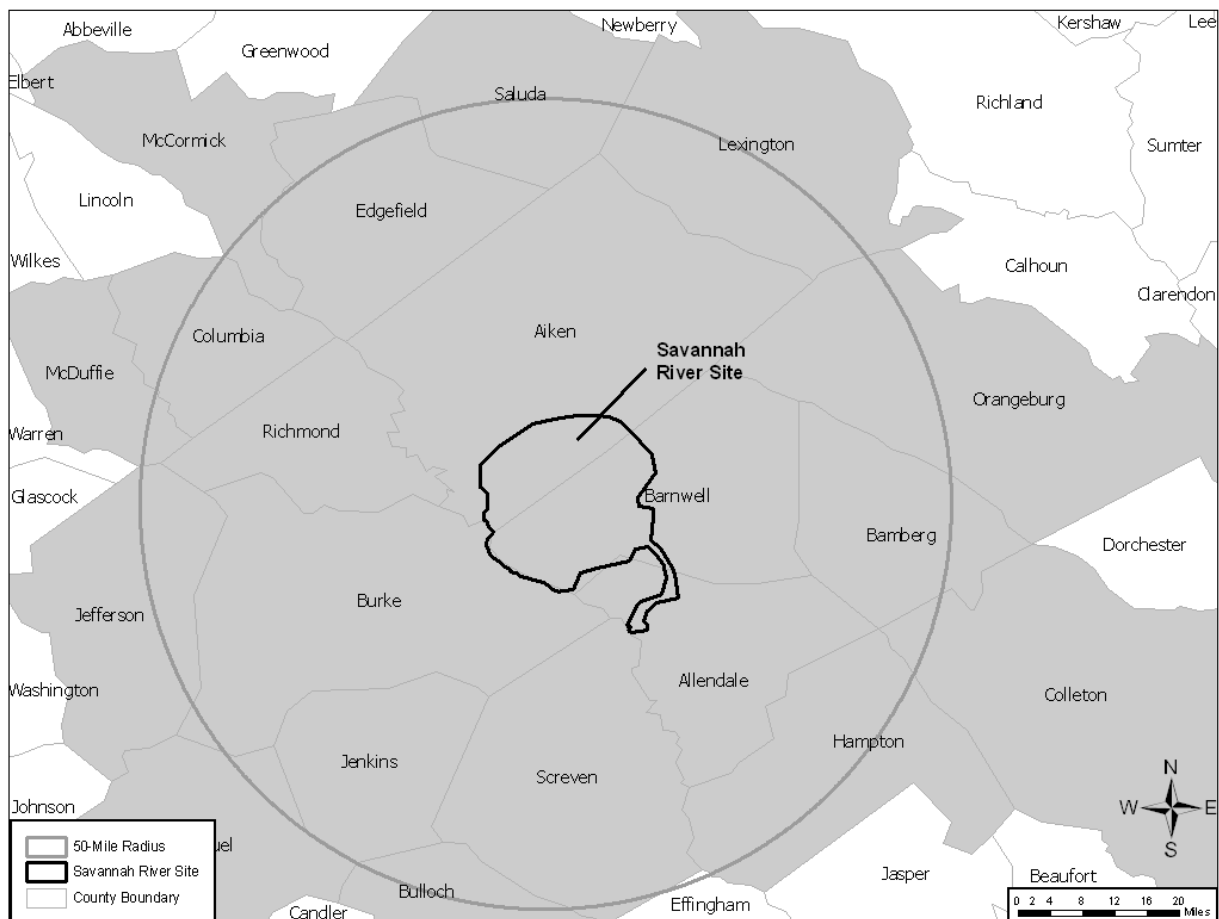 Abbeville
Newberry
Kershaw
Lee
Greenwood
Elbert
Saluda
Richland
McCormick
Lexington
Sumter
Lincoln
Edgefield
Wilkes
Calhoun
Clarendon
Columbia
Aiken
Savannah
River Site
McDuffie
Orangeburg
Warren
Richmond
Glascock
Barnwell
Bamberg
Dorchester
Jefferson
Burke
Washington
Allendale
Colleton
Hampton
Jenkins
Screven
N
W E
S
Johnson
50-Mile Radius
uel
Savannah River Site
County Boundary
Bulloch
Candler
Effingham
Jasper
Beaufort
0 2 4 8 12 16 20
Miles